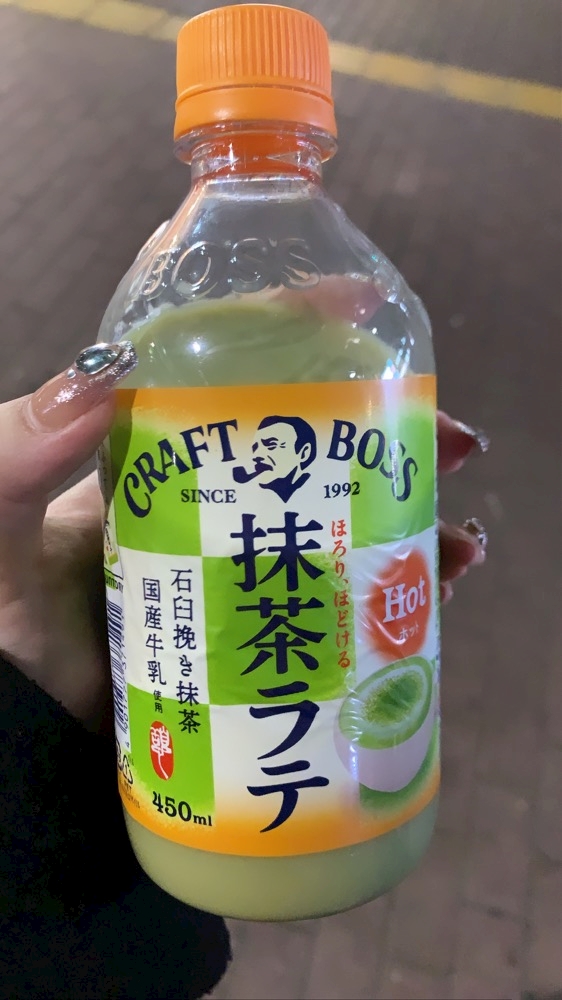 BOSS
CRAFT BOSS
SINCE 1992
抹茶ラテ
ほろり、ほどける
Hot
ホット
石臼挽き抹茶
国産牛乳使用
450ml